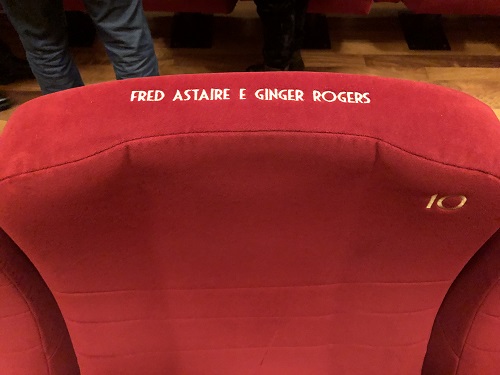 FRED ASTAIRE E GINGER ROGERS
10